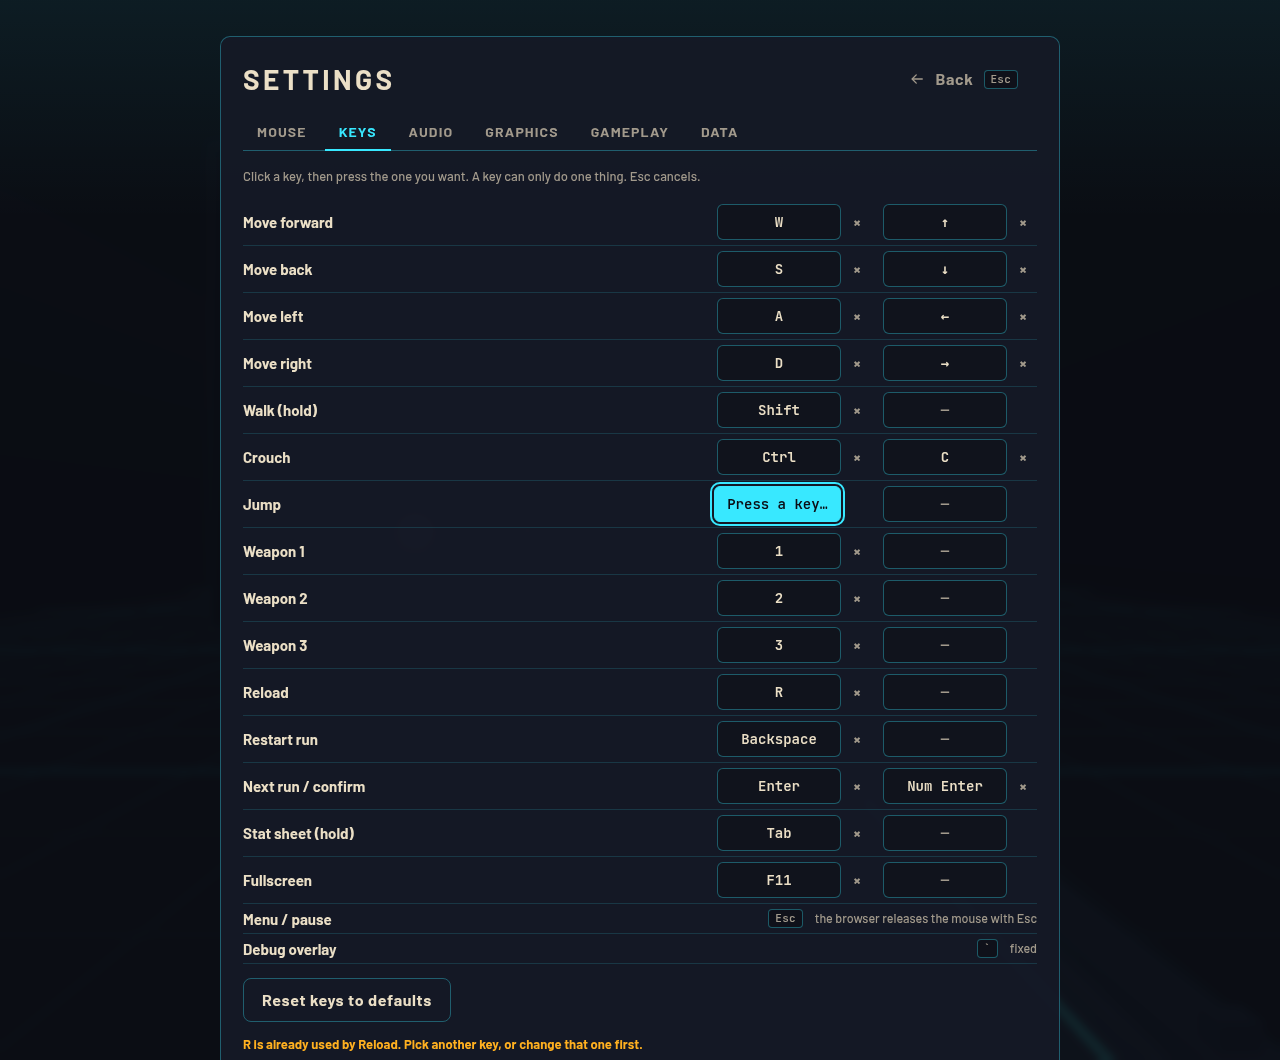 SETTINGS
← Back Esc
MOUSE KEYS AUDIO GRAPHICS GAMEPLAY DATA
Click a key, then press the one you want. A key can only do one thing. Esc cancels.
Move forward W × ↑ ×
Move back S × ↓ ×
Move left A × ← ×
Move right D × → ×
Walk (hold) Shift × —
Crouch Ctrl × C ×
Jump Press a key… —
Weapon 1 1 × —
Weapon 2 2 × —
Weapon 3 3 × —
Reload R × —
Restart run Backspace × —
Next run / confirm Enter × Num Enter ×
Stat sheet (hold) Tab × —
Fullscreen F11 × —
Menu / pause Esc the browser releases the mouse with Esc
Debug overlay ` fixed
Reset keys to defaults
R is already used by Reload. Pick another key, or change that one first.